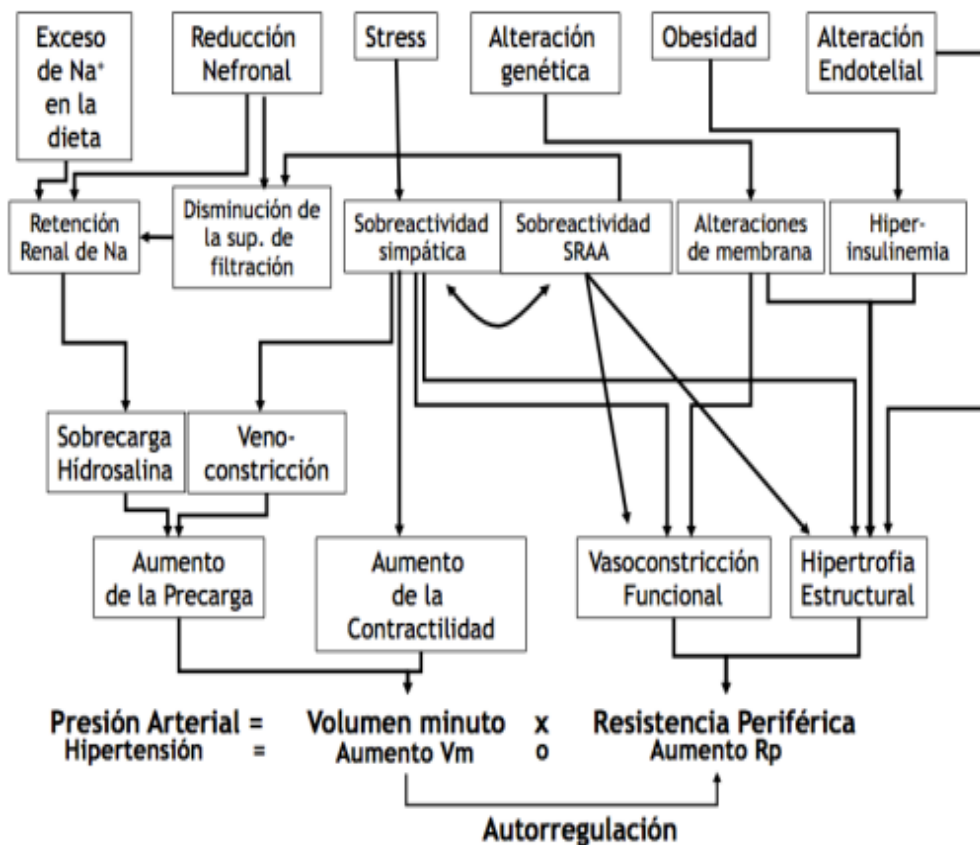 Exceso
de Na⁺
en la
dieta
Reducción
Nefronal
Stress
Alteración
genética
Obesidad
Alteración
Endotelial
Retención
Renal de Na
Disminución de
la sup. de
filtración
Sobreactividad
simpática
Sobreactividad
SRAA
Alteraciones
de membrana
Hiper-
insulinemia
Sobrecarga
Hídrosalina
Veno-
constricción
Aumento
de la Precarga
Aumento
de la
Contractilidad
Vasoconstricción
Funcional
Hipertrofia
Estructural
Presión Arterial = Volumen minuto x Resistencia Periférica
Hipertensión = Aumento Vm o Aumento Rp
Autorregulación